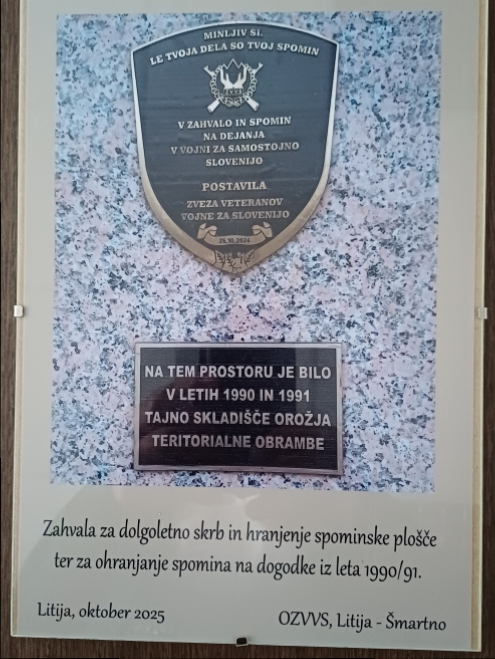 MINLJIV SI.
LE TVOJA DELA SO TVOJ SPOMIN
V ZAHVALO IN SPOMIN
NA DEJANJA
V VOJNI ZA SAMOSTOJNO
SLOVENIJO
POSTAVILA
ZVEZA VETERANOV
VOJNE ZA SLOVENIJO
25.10.2024
NA TEM PROSTORU JE BILO
V LETIH 1990 IN 1991
TAJNO SKLADIŠČE OROŽJA
TERITORIALNE OBRAMBE
Zahvala za dolgoletno skrb in hranjenje spominske plošče
ter za ohranjanje spomina na dogodke iz leta 1990/91.
Litija, oktober 2025
OZVVS, Litija - Šmartno